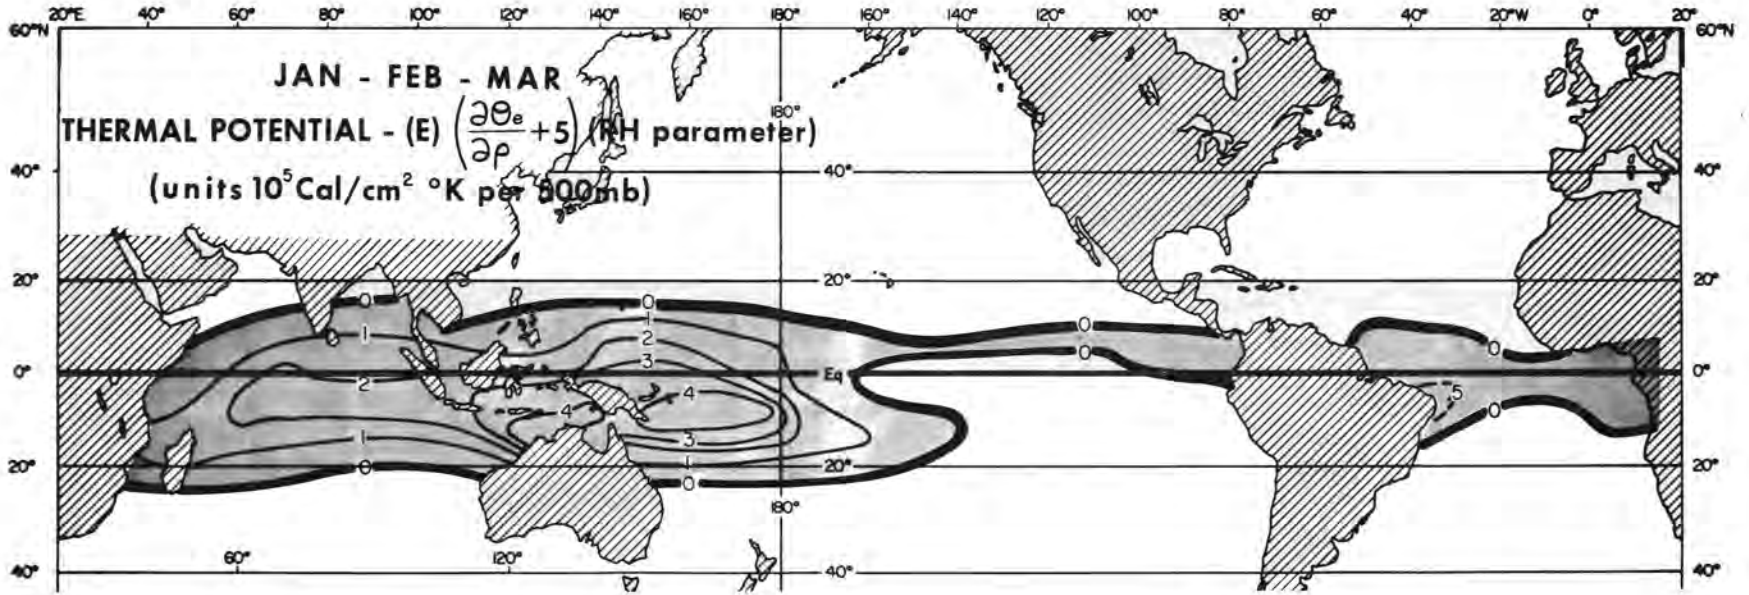 20°E 40° 60° 80° 100° 120° 140° 160° 180° 160° 140° 120° 100° 80° 60° 40° 20°W 0° 20°
60°N 60°N
JAN - FEB - MAR
180°
THERMAL POTENTIAL - (E) (∂θe/∂p +5) (RH parameter)
40° 40° 40°
(units 10⁵ Cal/cm² °K per 500mb)
20° 20° 20°
0 0 0
1 1 2 0 0
3
0° 2 Eq 0°
4 4 5 0
1 3
20° 0 1 20° 20°
0
180°
60° 120°
40° 40° 40°